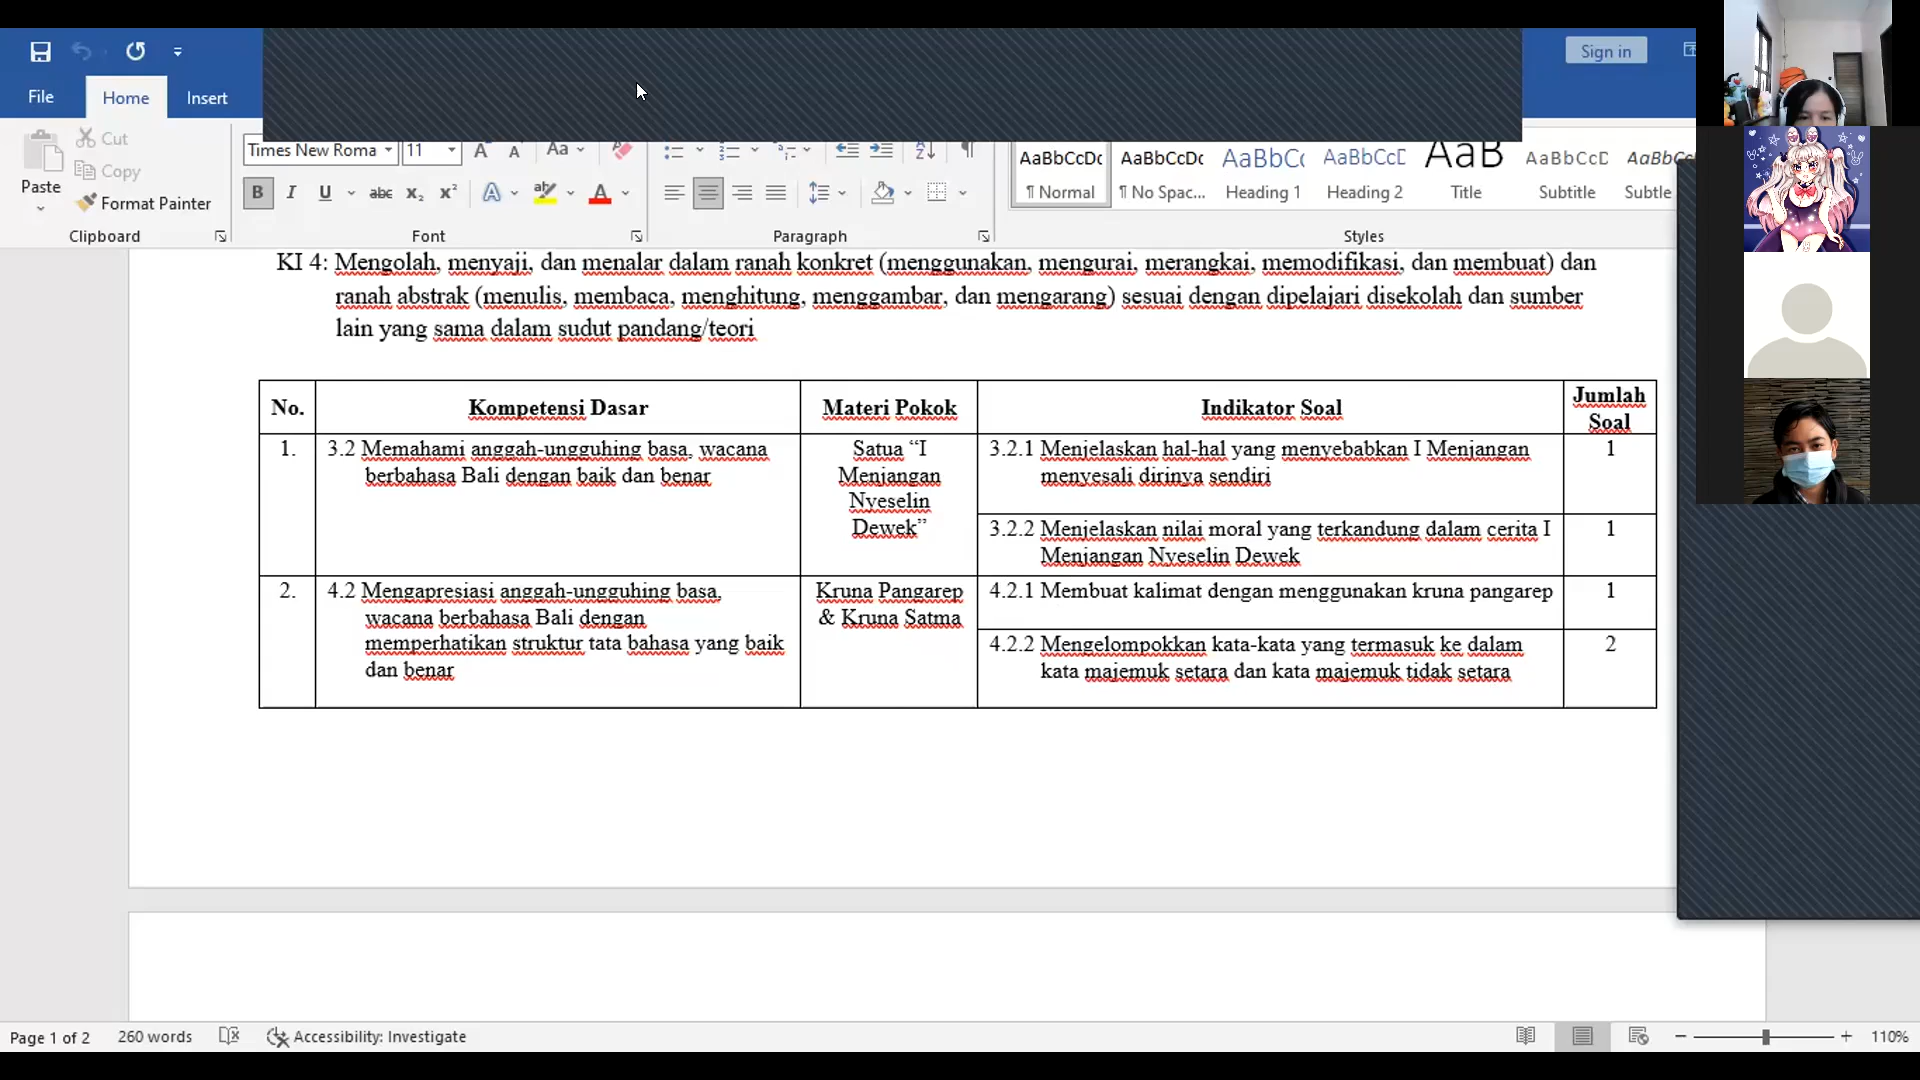 Sign in
File
Home
Insert
Paste
Cut
Copy
Format Painter
Clipboard
Times New Roma
11
Aa
B I U abc x₂ x²
Font
Paragraph
AaBbCcDc
¶ Normal
AaBbCcDc
¶ No Spac...
AaBbC
Heading 1
AaBbCcD
Heading 2
AaB
Title
AaBbCcD
Subtitle
AaBbCc
Subtle
Styles
KI 4: Mengolah, menyaji, dan menalar dalam ranah konkret (menggunakan, mengurai, merangkai, memodifikasi, dan membuat) dan
ranah abstrak (menulis, membaca, menghitung, menggambar, dan mengarang) sesuai dengan dipelajari disekolah dan sumber
lain yang sama dalam sudut pandang/teori
No.
Kompetensi Dasar
Materi Pokok
Indikator Soal
Jumlah
Soal
1.
3.2 Memahami anggah-ungguhing basa, wacana
berbahasa Bali dengan baik dan benar
Satua “I
Menjangan
Nyeselin
Dewek”
3.2.1 Menjelaskan hal-hal yang menyebabkan I Menjangan
menyesali dirinya sendiri
1
3.2.2 Menjelaskan nilai moral yang terkandung dalam cerita I
Menjangan Nyeselin Dewek
1
2.
4.2 Mengapresiasi anggah-ungguhing basa,
wacana berbahasa Bali dengan
memperhatikan struktur tata bahasa yang baik
dan benar
Kruna Pangarep
& Kruna Satma
4.2.1 Membuat kalimat dengan menggunakan kruna pangarep
1
4.2.2 Mengelompokkan kata-kata yang termasuk ke dalam
kata majemuk setara dan kata majemuk tidak setara
2
Page 1 of 2
260 words
Accessibility: Investigate
110%